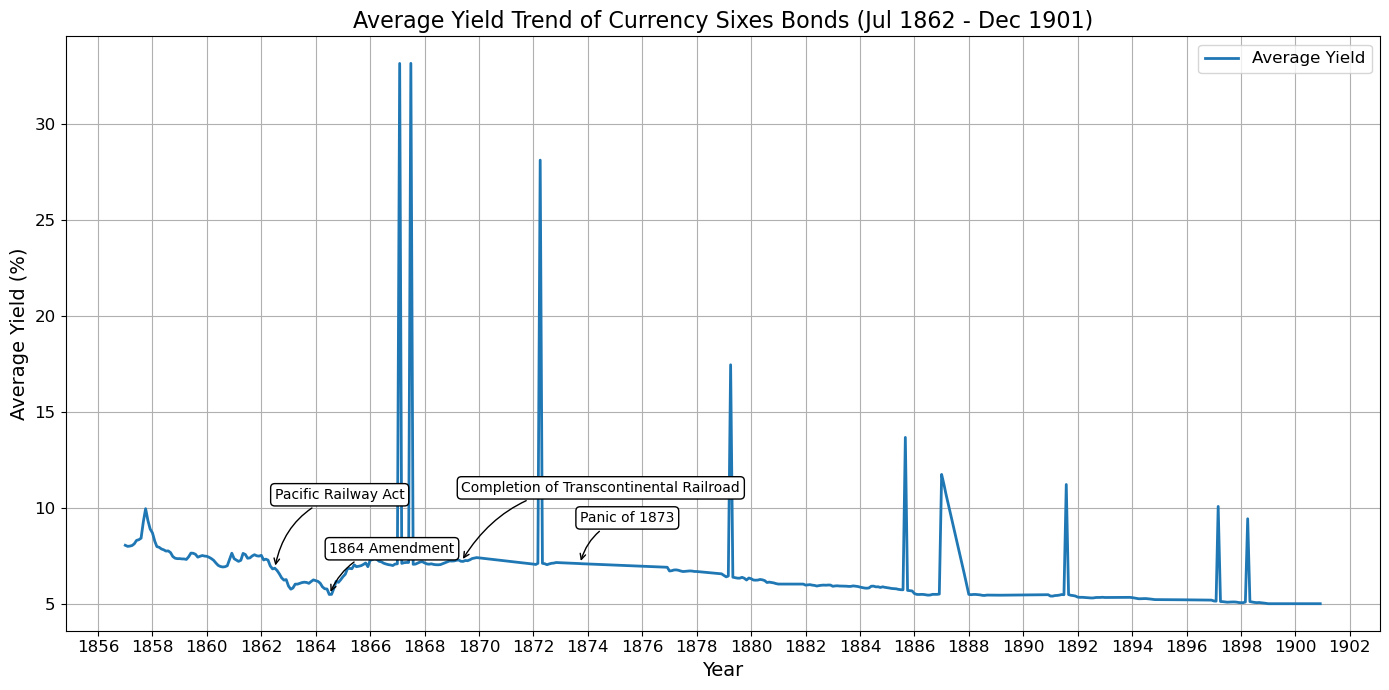 Average Yield Trend of Currency Sixes Bonds (Jul 1862 - Dec 1901)
Average Yield
30
25
20
15
10
5
Average Yield (%)
Pacific Railway Act
1864 Amendment
Completion of Transcontinental Railroad
Panic of 1873
1856 1858 1860 1862 1864 1866 1868 1870 1872 1874 1876 1878 1880 1882 1884 1886 1888 1890 1892 1894 1896 1898 1900 1902
Year